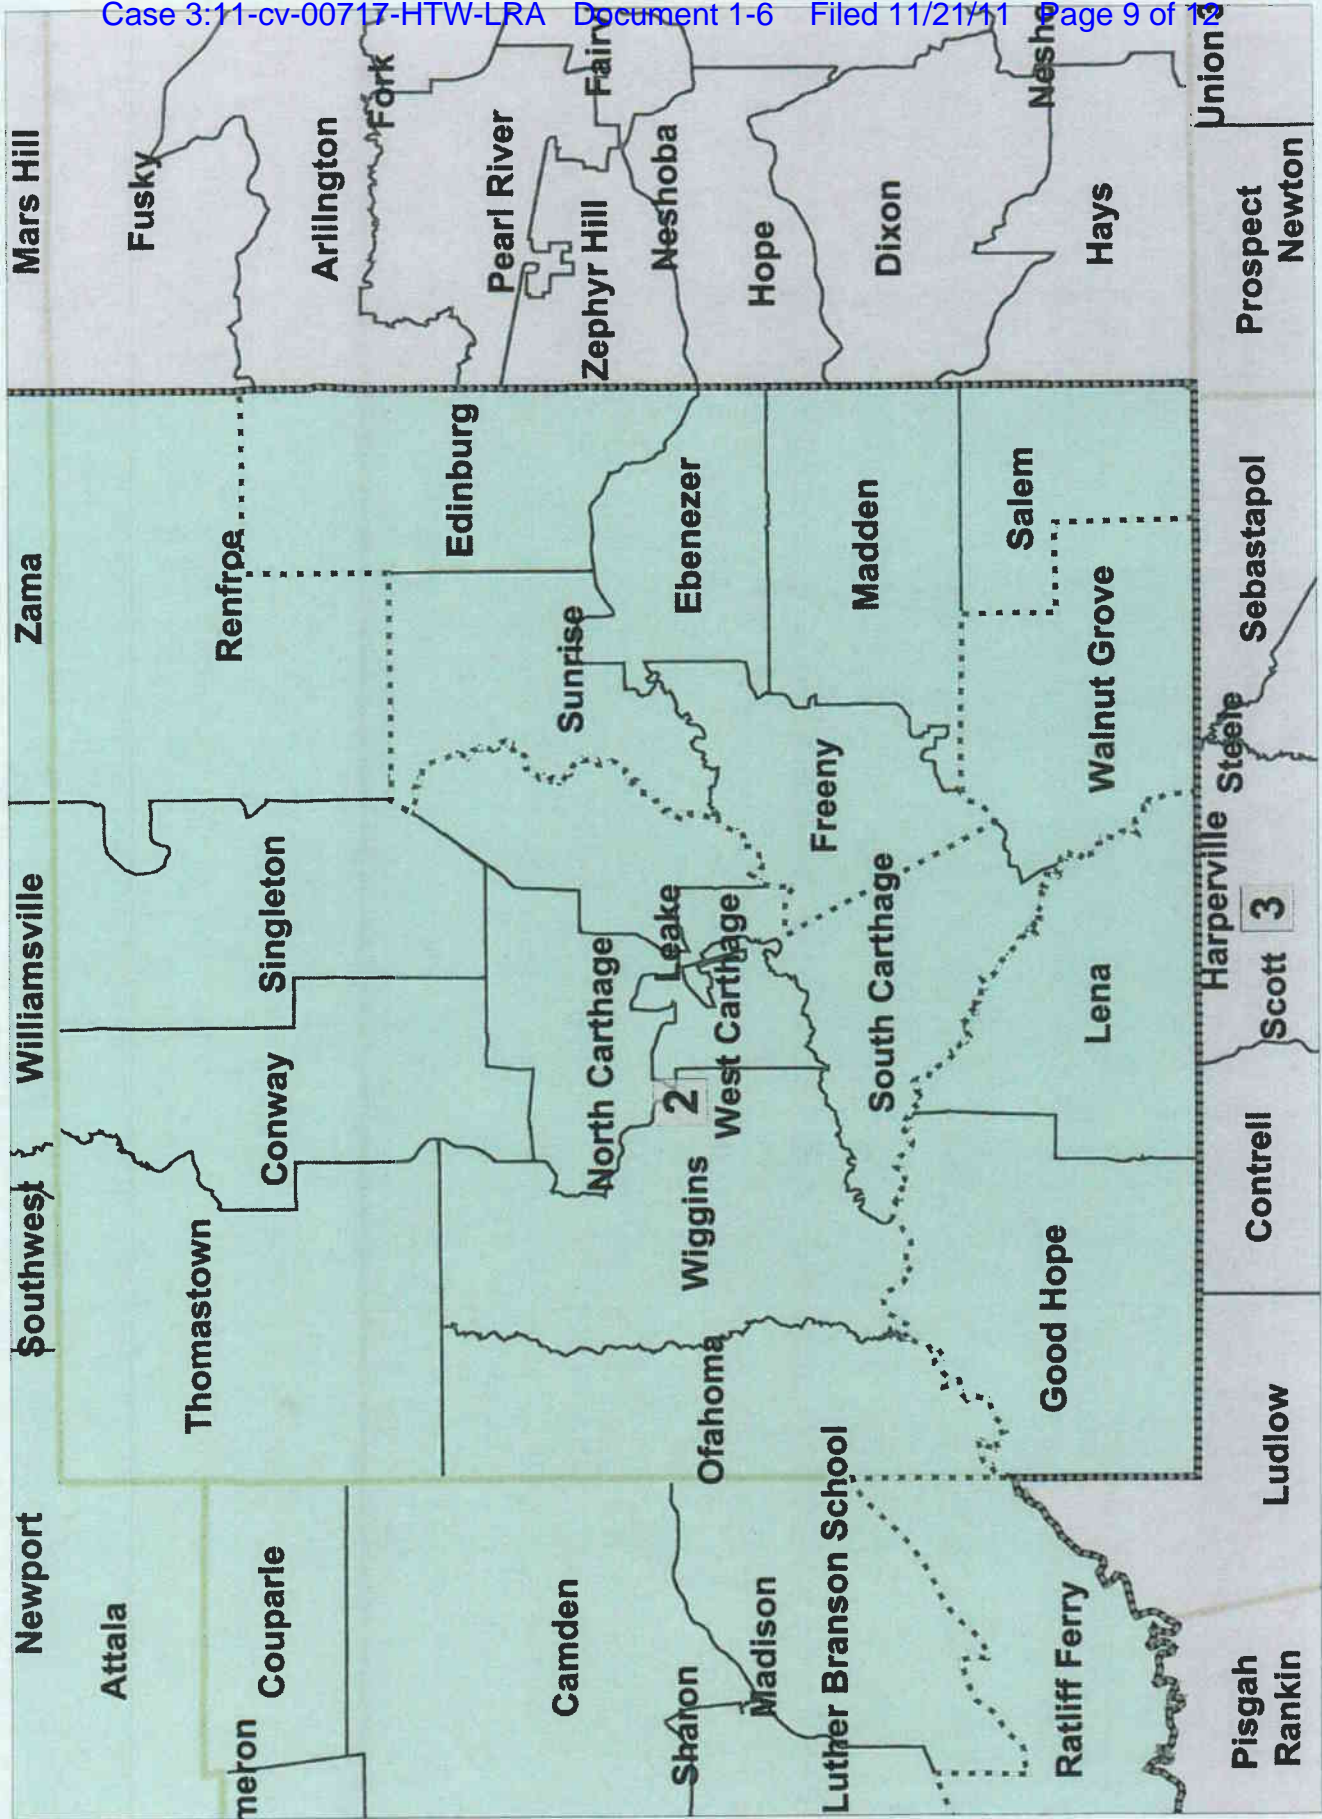 Case 3:11-cv-00717-HTW-LRA Document 1-6 Filed 11/21/11 Page 9 of 12
Newport
Southwest
Williamsville
Zama
Mars Hill
Attala
Fusky
Thomastown
Renfroe
Couparle
Conway
Singleton
Arlilngton
meron
Fork
Edinburg
Pearl River
Camden
North Carthage
Sunrise
Zephyr Hill
Fairv
Sharon
2
Wiggins
Leake
Ebenezer
Neshoba
Ofahoma
West Carthage
Madison
Hope
Luther Branson School
Freeny
Madden
South Carthage
Dixon
Salem
Nesho
Good Hope
Ratliff Ferry
Lena
Walnut Grove
Hays
Harperville
Steele
Union 3
Pisgah
Rankin
Ludlow
Contrell
Scott
3
Sebastapol
Prospect
Newton